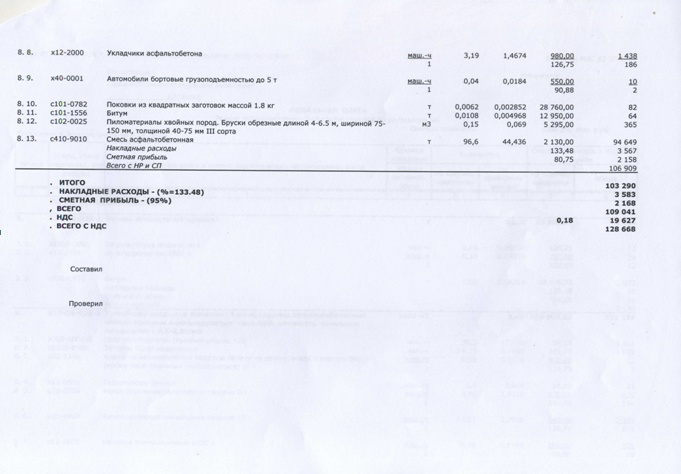 8. 8. х12-2000 Укладчики асфальтобетона маш.-ч 3,19 1,4674 980,00 1 438
1 126,75 186
8. 9. х40-0001 Автомобили бортовые грузоподъемностью до 5 т маш.-ч 0,04 0,0184 550,00 10
1 90,88 2
8. 10. с101-0782 Поковки из квадратных заготовок массой 1.8 кг т 0,0062 0,002852 28 760,00 82
8. 11. с101-1556 Битум т 0,0108 0,004968 12 950,00 64
8. 12. с102-0025 Пиломатериалы хвойных пород. Бруски обрезные длиной 4-6.5 м, шириной 75- м3 0,15 0,069 5 295,00 365
150 мм, толщиной 40-75 мм III сорта
8. 13. с410-9010 Смесь асфальтобетонная т 96,6 44,436 2 130,00 94 649
Накладные расходы 133,48 3 567
Сметная прибыль 80,75 2 158
Всего с НР и СП 106 909
. ИТОГО 103 290
. НАКЛАДНЫЕ РАСХОДЫ - (%=133.48) 3 583
. СМЕТНАЯ ПРИБЫЛЬ - (95%) 2 168
, ВСЕГО 109 041
. НДС 0,18 19 627
. ВСЕГО С НДС 128 668
Составил
Проверил